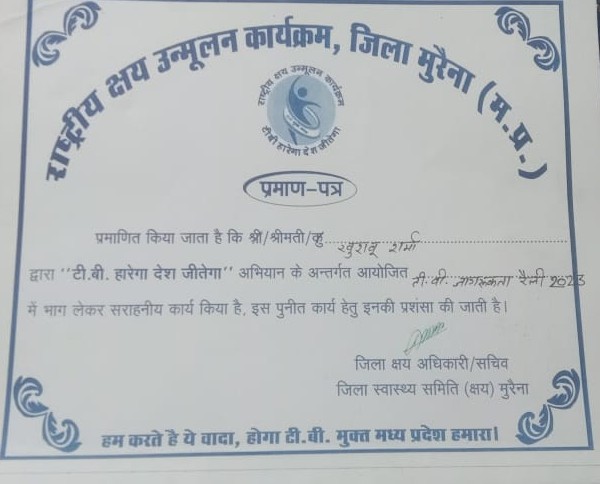 राष्ट्रीय क्षय उन्मूलन कार्यक्रम, जिला मुरैना (म.प्र.)
राष्ट्रीय क्षय उन्मूलन कार्यक्रम
टी.बी हारेगा देश जीतेगा
प्रमाण-पत्र
प्रमाणित किया जाता है कि श्री/श्रीमती/कु. खुशबू शर्मा
द्वारा "टी.बी. हारेगा देश जीतेगा" अभियान के अन्तर्गत आयोजित टी.बी. जागरूकता रैली 2023
में भाग लेकर सराहनीय कार्य किया है, इस पुनीत कार्य हेतु इनकी प्रशंसा की जाती है।
जिला क्षय अधिकारी/सचिव
जिला स्वास्थ्य समिति (क्षय) मुरैना
हम करते है ये वादा, होगा टी.बी. मुक्त मध्य प्रदेश हमारा।